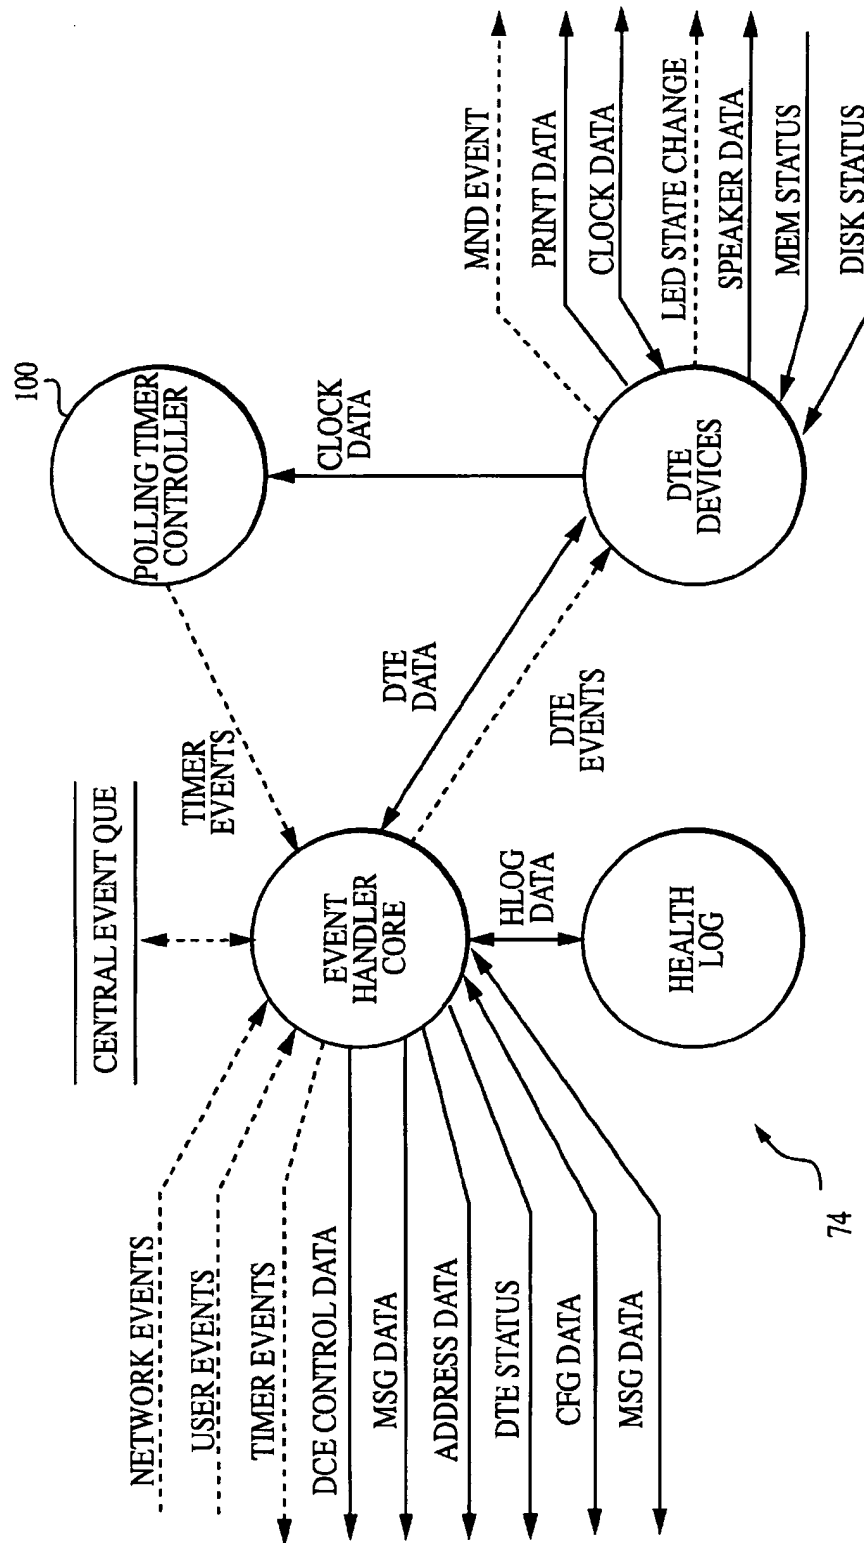 NETWORK EVENTS
USER EVENTS
TIMER EVENTS
DCE CONTROL DATA
MSG DATA
ADDRESS DATA
DTE STATUS
CFG DATA
MSG DATA
74
CENTRAL EVENT QUE
EVENT
HANDLER
CORE
HLOG
DATA
HEALTH
LOG
TIMER
EVENTS
DTE
DATA
DTE
EVENTS
100
POLLING TIMER
CONTROLLER
CLOCK
DATA
DTE
DEVICES
MND EVENT
PRINT DATA
CLOCK DATA
LED STATE CHANGE
SPEAKER DATA
MEM STATUS
DISK STATUS